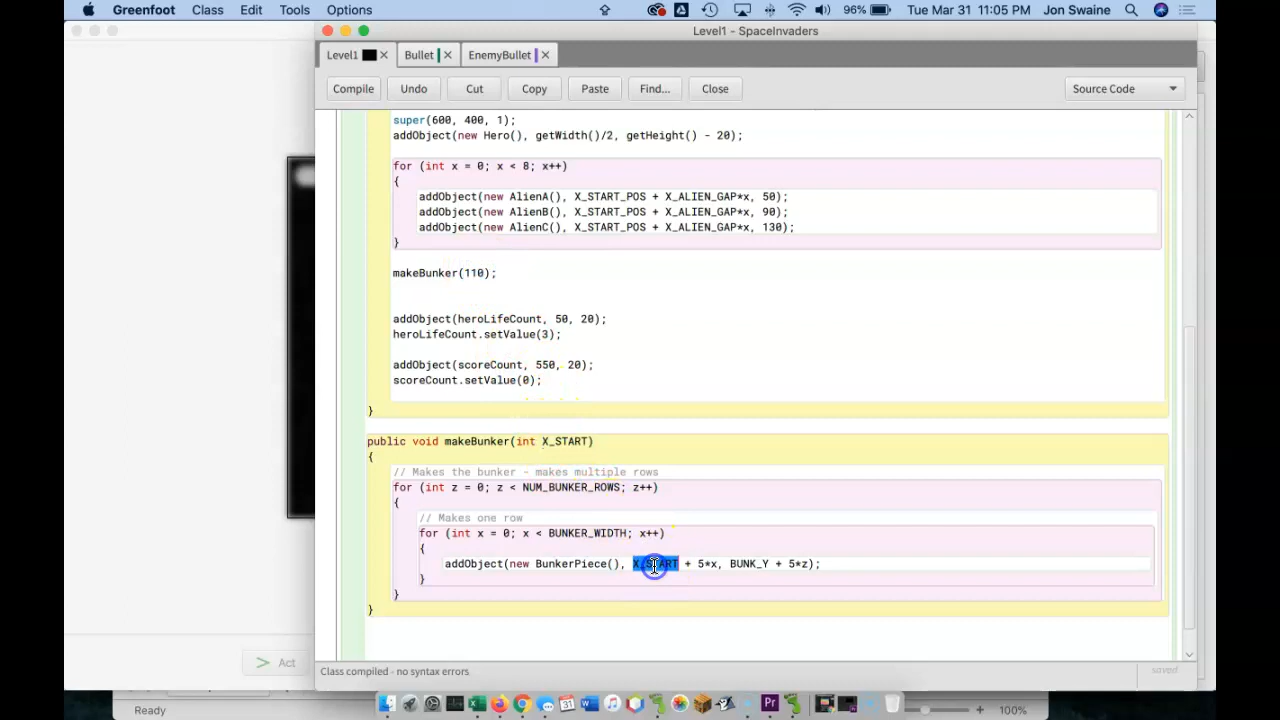 Greenfoot Class Edit Tools Options 96% Tue Mar 31 11:05 PM Jon Swaine
Level1 - SpaceInvaders
Level1 Bullet EnemyBullet
Compile Undo Cut Copy Paste Find... Close Source Code
super(600, 400, 1);
addObject(new Hero(), getWidth()/2, getHeight() - 20);
for (int x = 0; x < 8; x++)
{
addObject(new AlienA(), X_START_POS + X_ALIEN_GAP*x, 50);
addObject(new AlienB(), X_START_POS + X_ALIEN_GAP*x, 90);
addObject(new AlienC(), X_START_POS + X_ALIEN_GAP*x, 130);
}
makeBunker(110);
addObject(heroLifeCount, 50, 20);
heroLifeCount.setValue(3);
addObject(scoreCount, 550, 20);
scoreCount.setValue(0);
}
public void makeBunker(int X_START)
{
// Makes the bunker - makes multiple rows
for (int z = 0; z < NUM_BUNKER_ROWS; z++)
{
// Makes one row
for (int x = 0; x < BUNKER_WIDTH; x++)
{
addObject(new BunkerPiece(), X_START + 5*x, BUNK_Y + 5*z);
}
}
}
Act
Class compiled - no syntax errors saved
Ready 100%